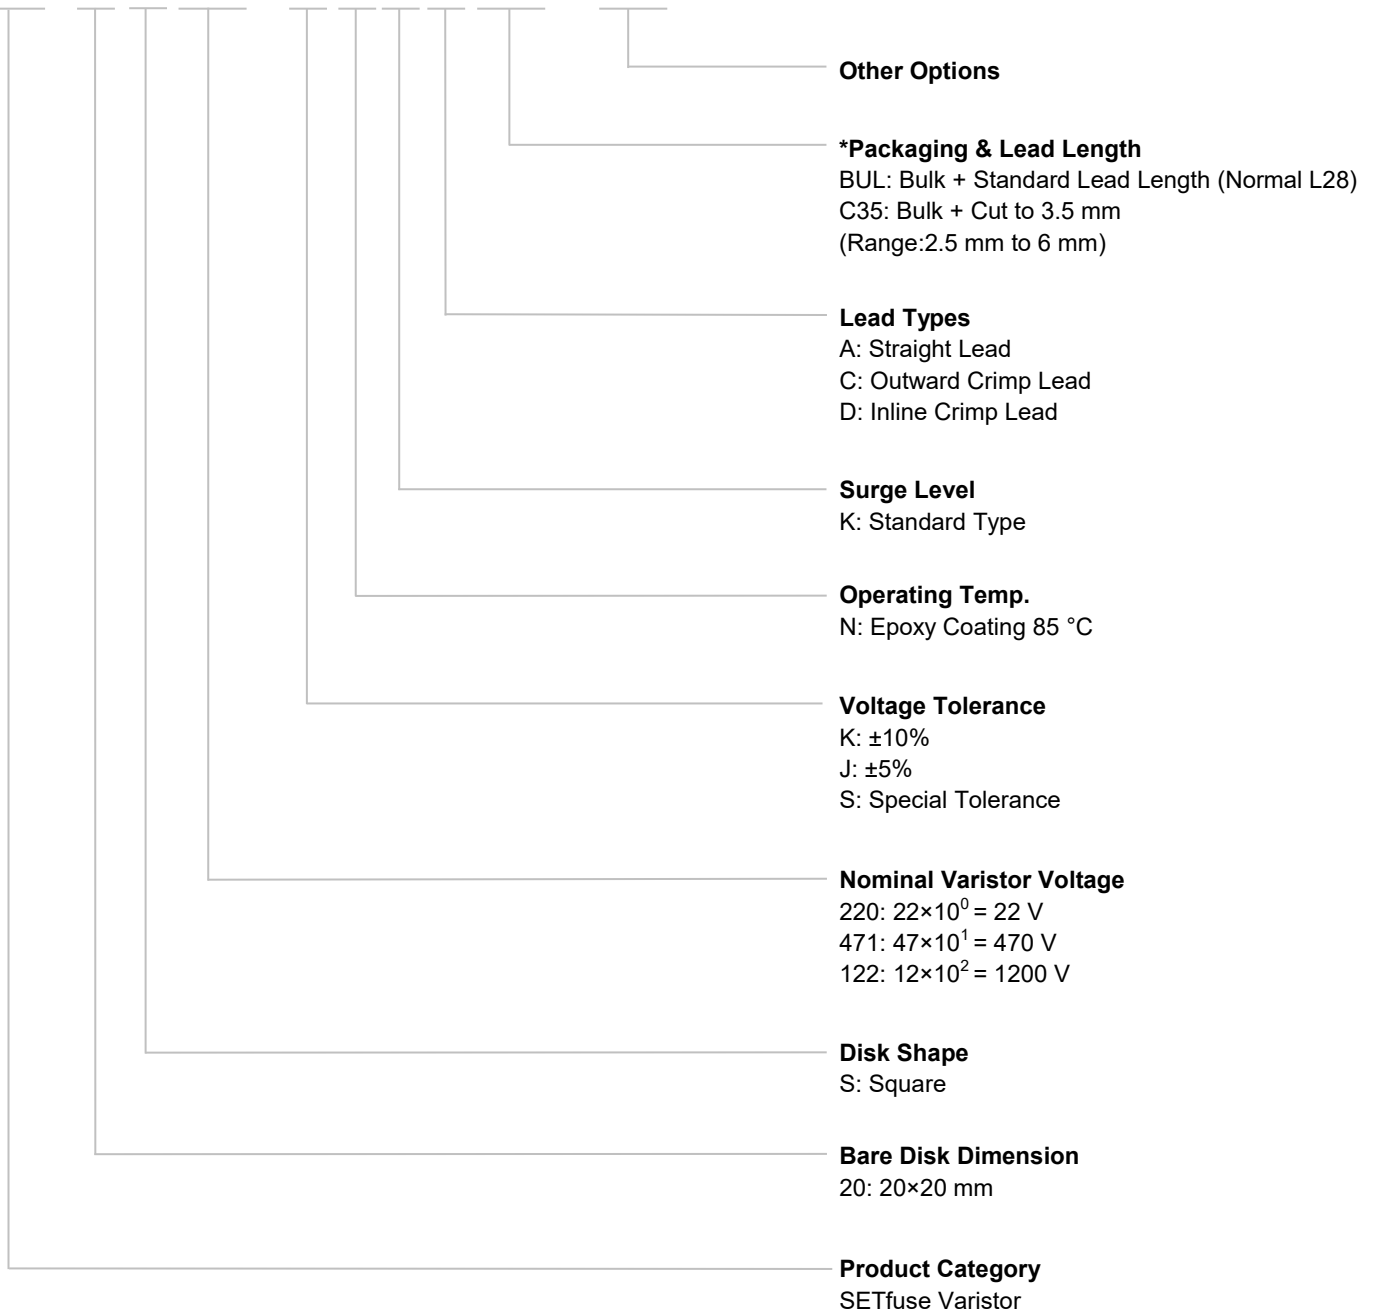 Other Options
*Packaging & Lead Length
BUL: Bulk + Standard Lead Length (Normal L28)
C35: Bulk + Cut to 3.5 mm
(Range:2.5 mm to 6 mm)
Lead Types
A: Straight Lead
C: Outward Crimp Lead
D: Inline Crimp Lead
Surge Level
K: Standard Type
Operating Temp.
N: Epoxy Coating 85 °C
Voltage Tolerance
K: ±10%
J: ±5%
S: Special Tolerance
Nominal Varistor Voltage
220: 22×10⁰ = 22 V
471: 47×10¹ = 470 V
122: 12×10² = 1200 V
Disk Shape
S: Square
Bare Disk Dimension
20: 20×20 mm
Product Category
SETfuse Varistor